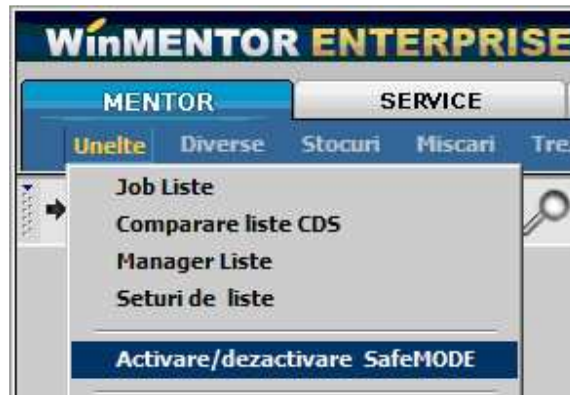 WinMENTOR ENTERPRISE
MENTOR SERVICE
Unelte Diverse Stocuri Miscari
Job Liste
Comparare liste CDS
Manager Liste
Seturi de liste
Activare/dezactivare SafeMODE